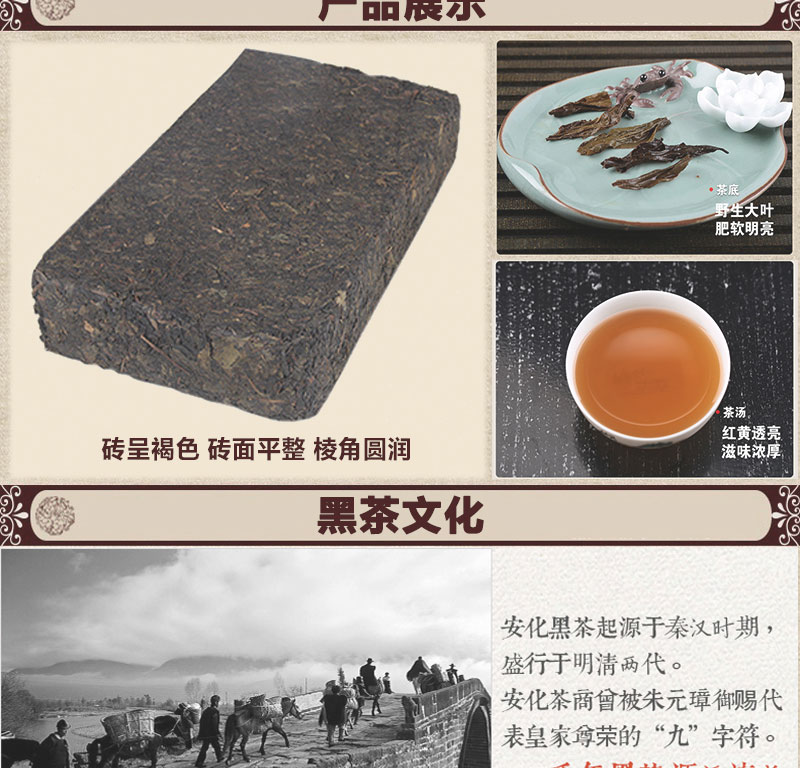 产品展示
茶底
野生大叶
肥软明亮
茶汤
红黄透亮
滋味浓厚
砖呈褐色 砖面平整 棱角圆润
黑茶文化
安化黑茶起源于秦汉时期，
盛行于明清两代。
安化茶商曾被朱元璋御赐代
表皇家尊荣的“九”字符。